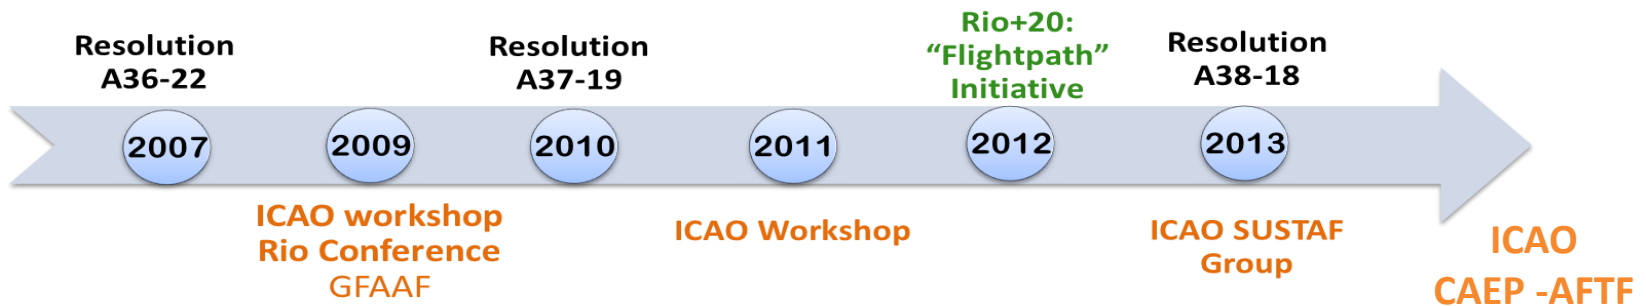 Resolution
A36-22
Resolution
A37-19
Rio+20:
“Flightpath”
Initiative
Resolution
A38-18
2007
2009
2010
2011
2012
2013
ICAO workshop
Rio Conference
GFAAF
ICAO Workshop
ICAO SUSTAF
Group
ICAO
CAEP -AFTF